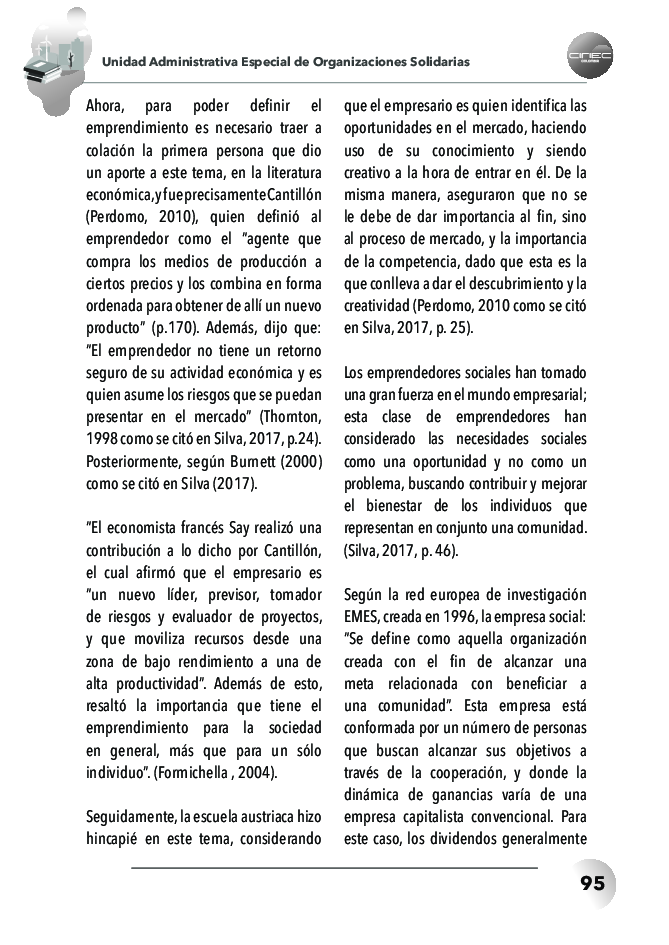 Unidad Administrativa Especial de Organizaciones Solidarias
CINEC
COLOMBIA
Ahora, para poder definir el
emprendimiento es necesario traer a
colación la primera persona que dio
un aporte a este tema, en la literatura
económica, y fue precisamente Cantillón
(Perdomo, 2010), quien definió al
emprendedor como el "agente que
compra los medios de producción a
ciertos precios y los combina en forma
ordenada para obtener de allí un nuevo
producto" (p.170). Además, dijo que:
"El emprendedor no tiene un retorno
seguro de su actividad económica y es
quien asume los riesgos que se puedan
presentar en el mercado" (Thornton,
1998 como se citó en Silva, 2017, p.24).
Posteriormente, según Burnett (2000)
como se citó en Silva (2017).
"El economista francés Say realizó una
contribución a lo dicho por Cantillón,
el cual afirmó que el empresario es
"un nuevo líder, previsor, tomador
de riesgos y evaluador de proyectos,
y que moviliza recursos desde una
zona de bajo rendimiento a una de
alta productividad". Además de esto,
resaltó la importancia que tiene el
emprendimiento para la sociedad
en general, más que para un sólo
individuo". (Formichella , 2004).
Seguidamente, la escuela austriaca hizo
hincapié en este tema, considerando
que el empresario es quien identifica las
oportunidades en el mercado, haciendo
uso de su conocimiento y siendo
creativo a la hora de entrar en él. De la
misma manera, aseguraron que no se
le debe de dar importancia al fin, sino
al proceso de mercado, y la importancia
de la competencia, dado que esta es la
que conlleva a dar el descubrimiento y la
creatividad (Perdomo, 2010 como se citó
en Silva, 2017, p. 25).
Los emprendedores sociales han tomado
una gran fuerza en el mundo empresarial;
esta clase de emprendedores han
considerado las necesidades sociales
como una oportunidad y no como un
problema, buscando contribuir y mejorar
el bienestar de los individuos que
representan en conjunto una comunidad.
(Silva, 2017, p. 46).
Según la red europea de investigación
EMES, creada en 1996, la empresa social:
"Se define como aquella organización
creada con el fin de alcanzar una
meta relacionada con beneficiar a
una comunidad". Esta empresa está
conformada por un número de personas
que buscan alcanzar sus objetivos a
través de la cooperación, y donde la
dinámica de ganancias varía de una
empresa capitalista convencional. Para
este caso, los dividendos generalmente
95